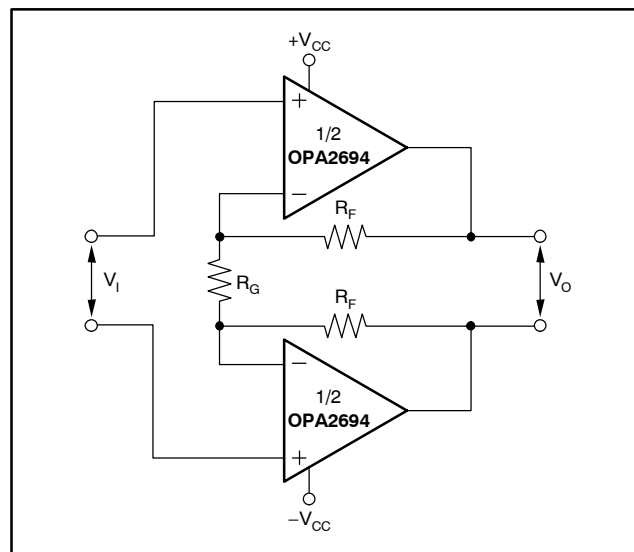 +V_CC
+
1/2
OPA2694
−
R_F
R_G
V_I
V_O
R_F
−
1/2
OPA2694
+
−V_CC